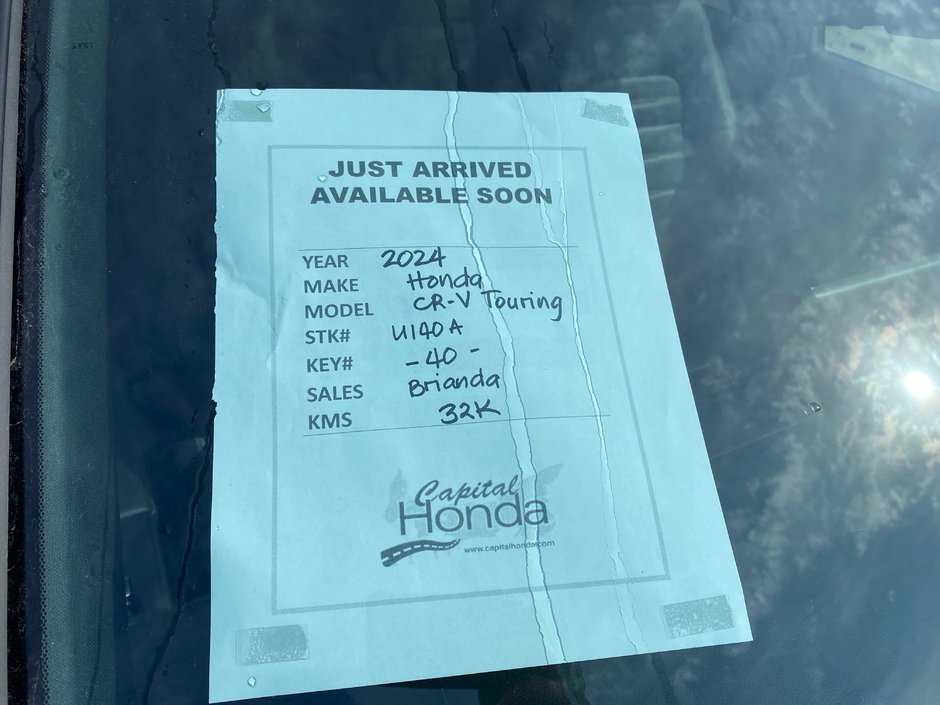 JUST ARRIVED
AVAILABLE SOON
YEAR 2024
MAKE Honda
MODEL CR-V Touring
STK# U140A
KEY# -40-
SALES Brianda
KMS 32K
Capital
Honda
www.capitalhonda.com